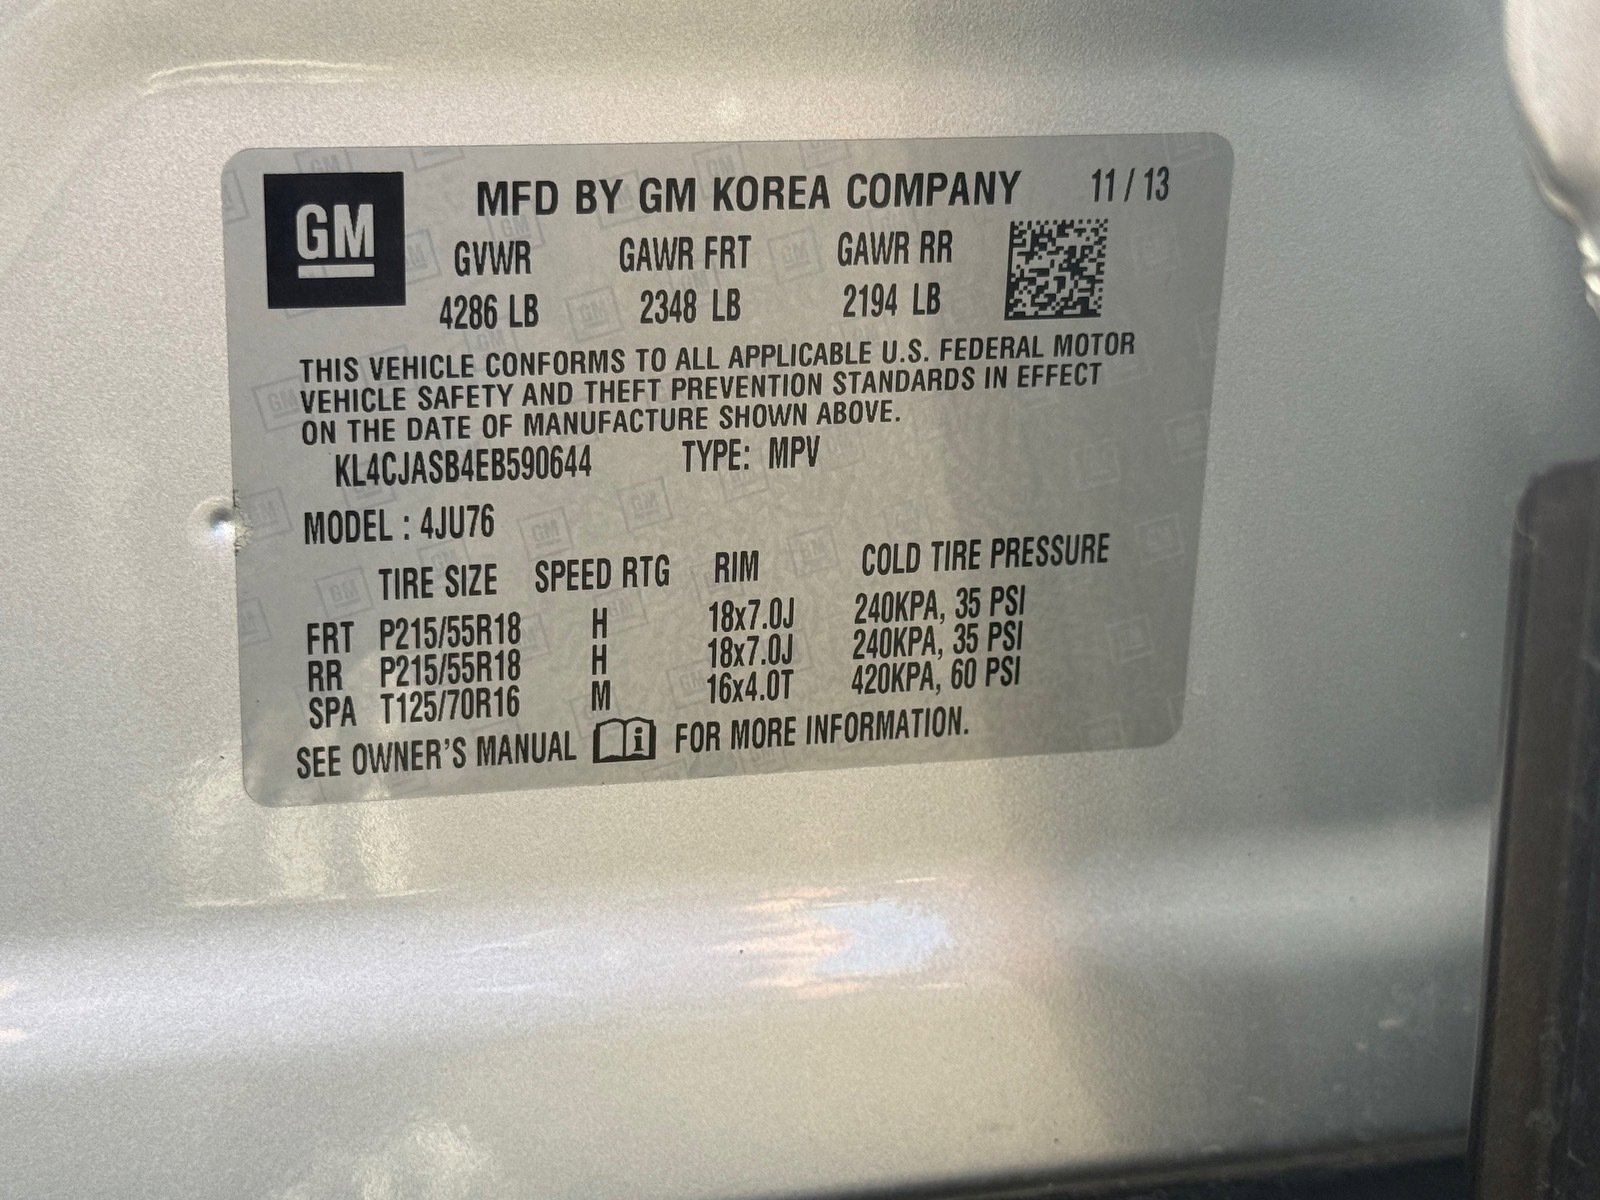 GM
MFD BY GM KOREA COMPANY 11 / 13
GVWR GAWR FRT GAWR RR
4286 LB 2348 LB 2194 LB
THIS VEHICLE CONFORMS TO ALL APPLICABLE U.S. FEDERAL MOTOR
VEHICLE SAFETY AND THEFT PREVENTION STANDARDS IN EFFECT
ON THE DATE OF MANUFACTURE SHOWN ABOVE.
KL4CJASB4EB590644 TYPE: MPV
MODEL : 4JU76
TIRE SIZE SPEED RTG RIM COLD TIRE PRESSURE
FRT P215/55R18 H 18x7.0J 240KPA, 35 PSI
RR P215/55R18 H 18x7.0J 240KPA, 35 PSI
SPA T125/70R16 M 16x4.0T 420KPA, 60 PSI
SEE OWNER'S MANUAL i FOR MORE INFORMATION.